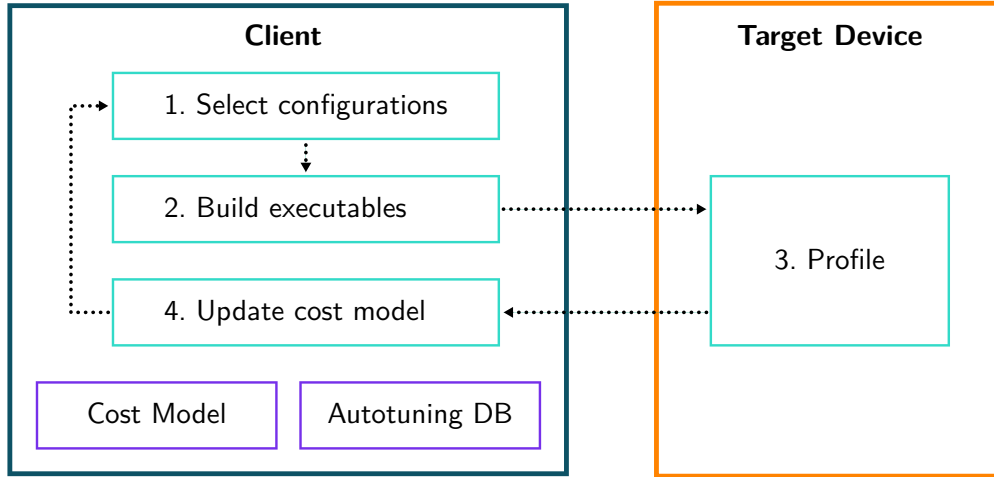 Client
1. Select configurations
2. Build executables
4. Update cost model
Cost Model
Autotuning DB
Target Device
3. Profile